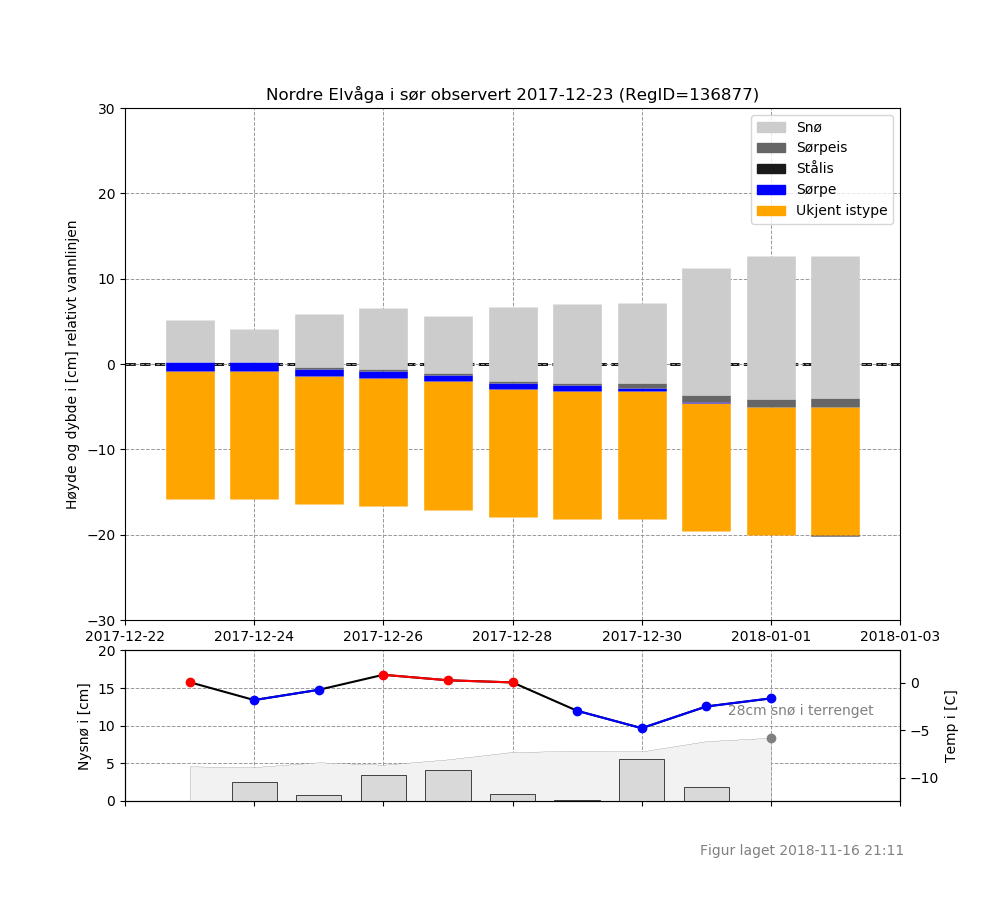 Nordre Elvåga i sør observert 2017-12-23 (RegID=136877)
Høyde og dybde i [cm] relativt vannlinjen
30
20
10
0
−10
−20
−30
Snø
Sørpeis
Stålis
Sørpe
Ukjent istype
2017-12-22 2017-12-24 2017-12-26 2017-12-28 2017-12-30 2018-01-01 2018-01-03
Nysnø i [cm]
20
15
10
5
0
28cm snø i terrenget
0
−5
−10
Temp i [C]
Figur laget 2018-11-16 21:11